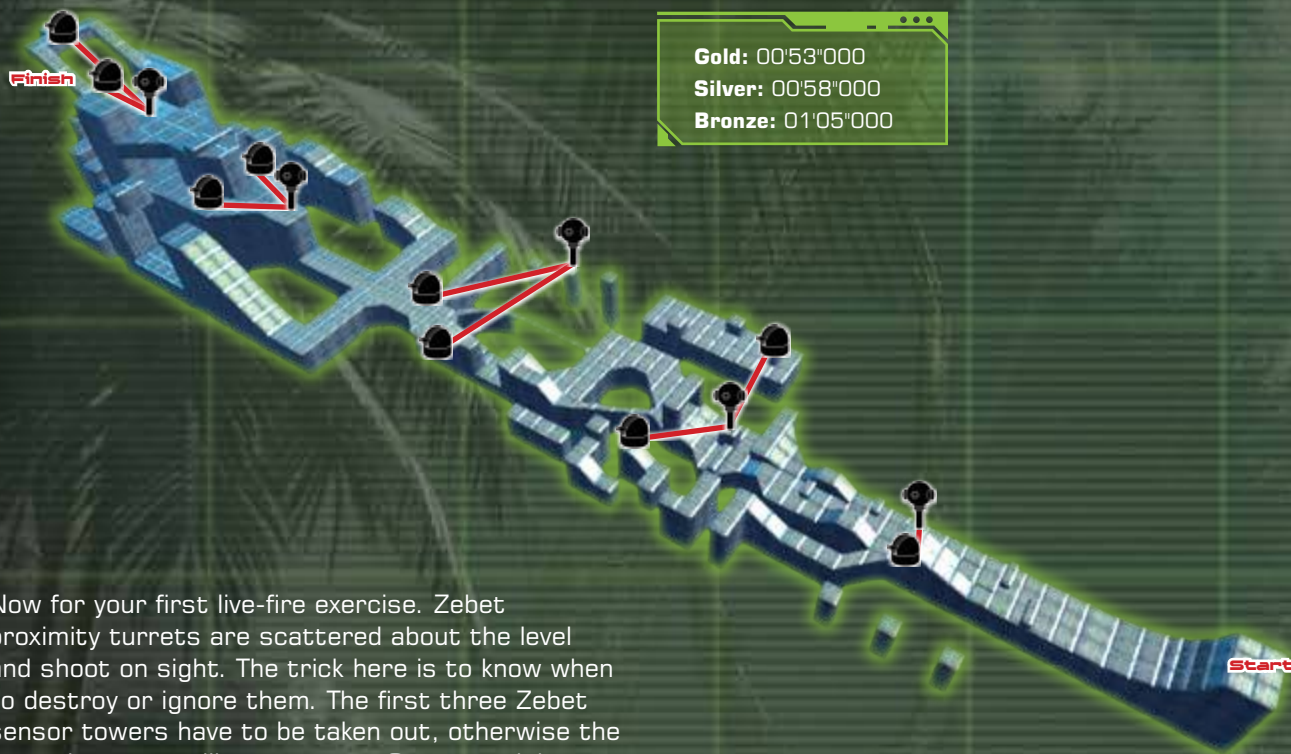 Finish
Gold: 00'53"000
Silver: 00'58"000
Bronze: 01'05"000
Start
Now for your first live-fire exercise. Zebet
proximity turrets are scattered about the level
and shoot on sight. The trick here is to know when
to destroy or ignore them. The first three Zebet
sensor towers have to be taken out, otherwise the